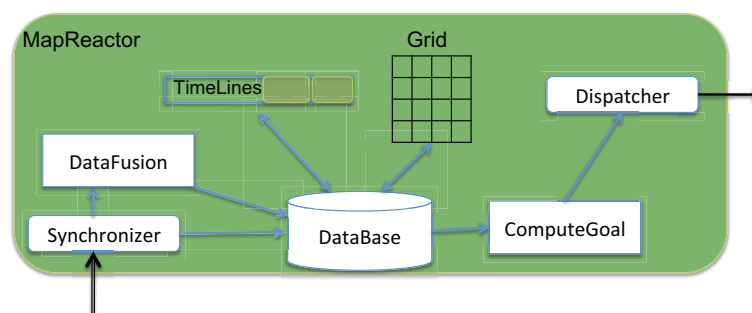 MapReactor
Grid
TimeLines
Dispatcher
DataFusion
Synchronizer
DataBase
ComputeGoal